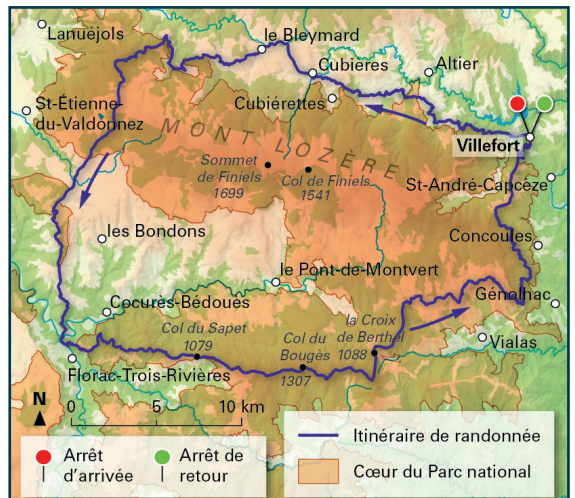 Lanuéjols
le Bleymard
Cubières
Altier
Cubiérettes
St-Étienne-
du-Valdonnez
MONT LOZÈRE
Villefort
Sommet
de Finiels
1699
Col de Finiels
1541
St-André-Capcèze
les Bondons
Concoules
le Pont-de-Montvert
Génolhac
Cocurès-Bédouès
Col du Sapet
1079
Col du
Bougès
1307
la Croix
de Berthel
1088
Vialas
Florac-Trois-Rivières
N
0 5 10 km
Arrêt
d'arrivée
Arrêt de
retour
Itinéraire de randonnée
Cœur du Parc national